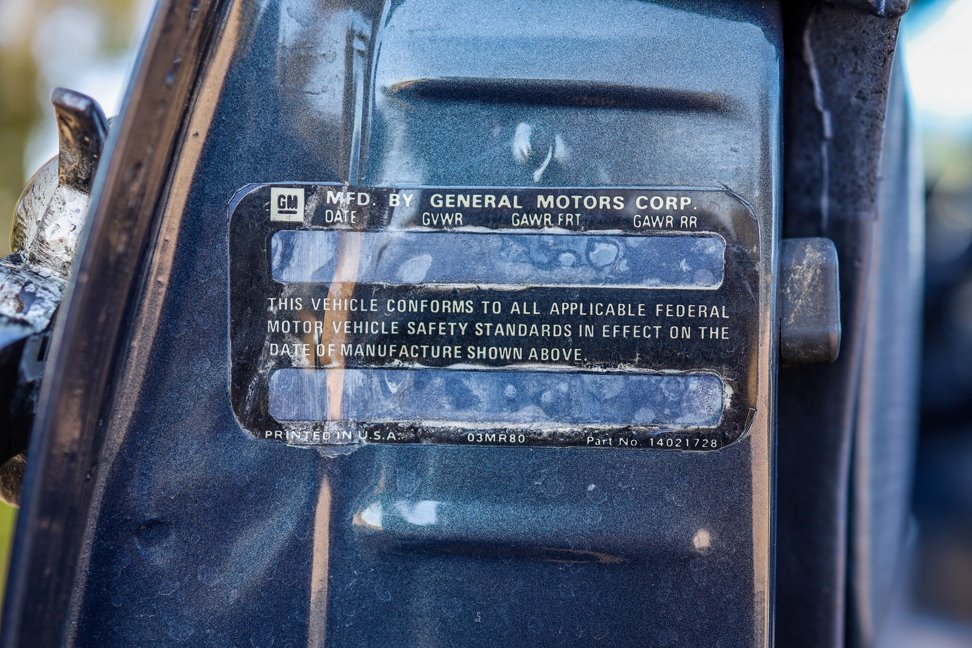 GM MFD. BY GENERAL MOTORS CORP.
DATE GVWR GAWR FRT GAWR RR
THIS VEHICLE CONFORMS TO ALL APPLICABLE FEDERAL
MOTOR VEHICLE SAFETY STANDARDS IN EFFECT ON THE
DATE OF MANUFACTURE SHOWN ABOVE.
PRINTED IN U.S.A. 03MR80 Part No. 14021728